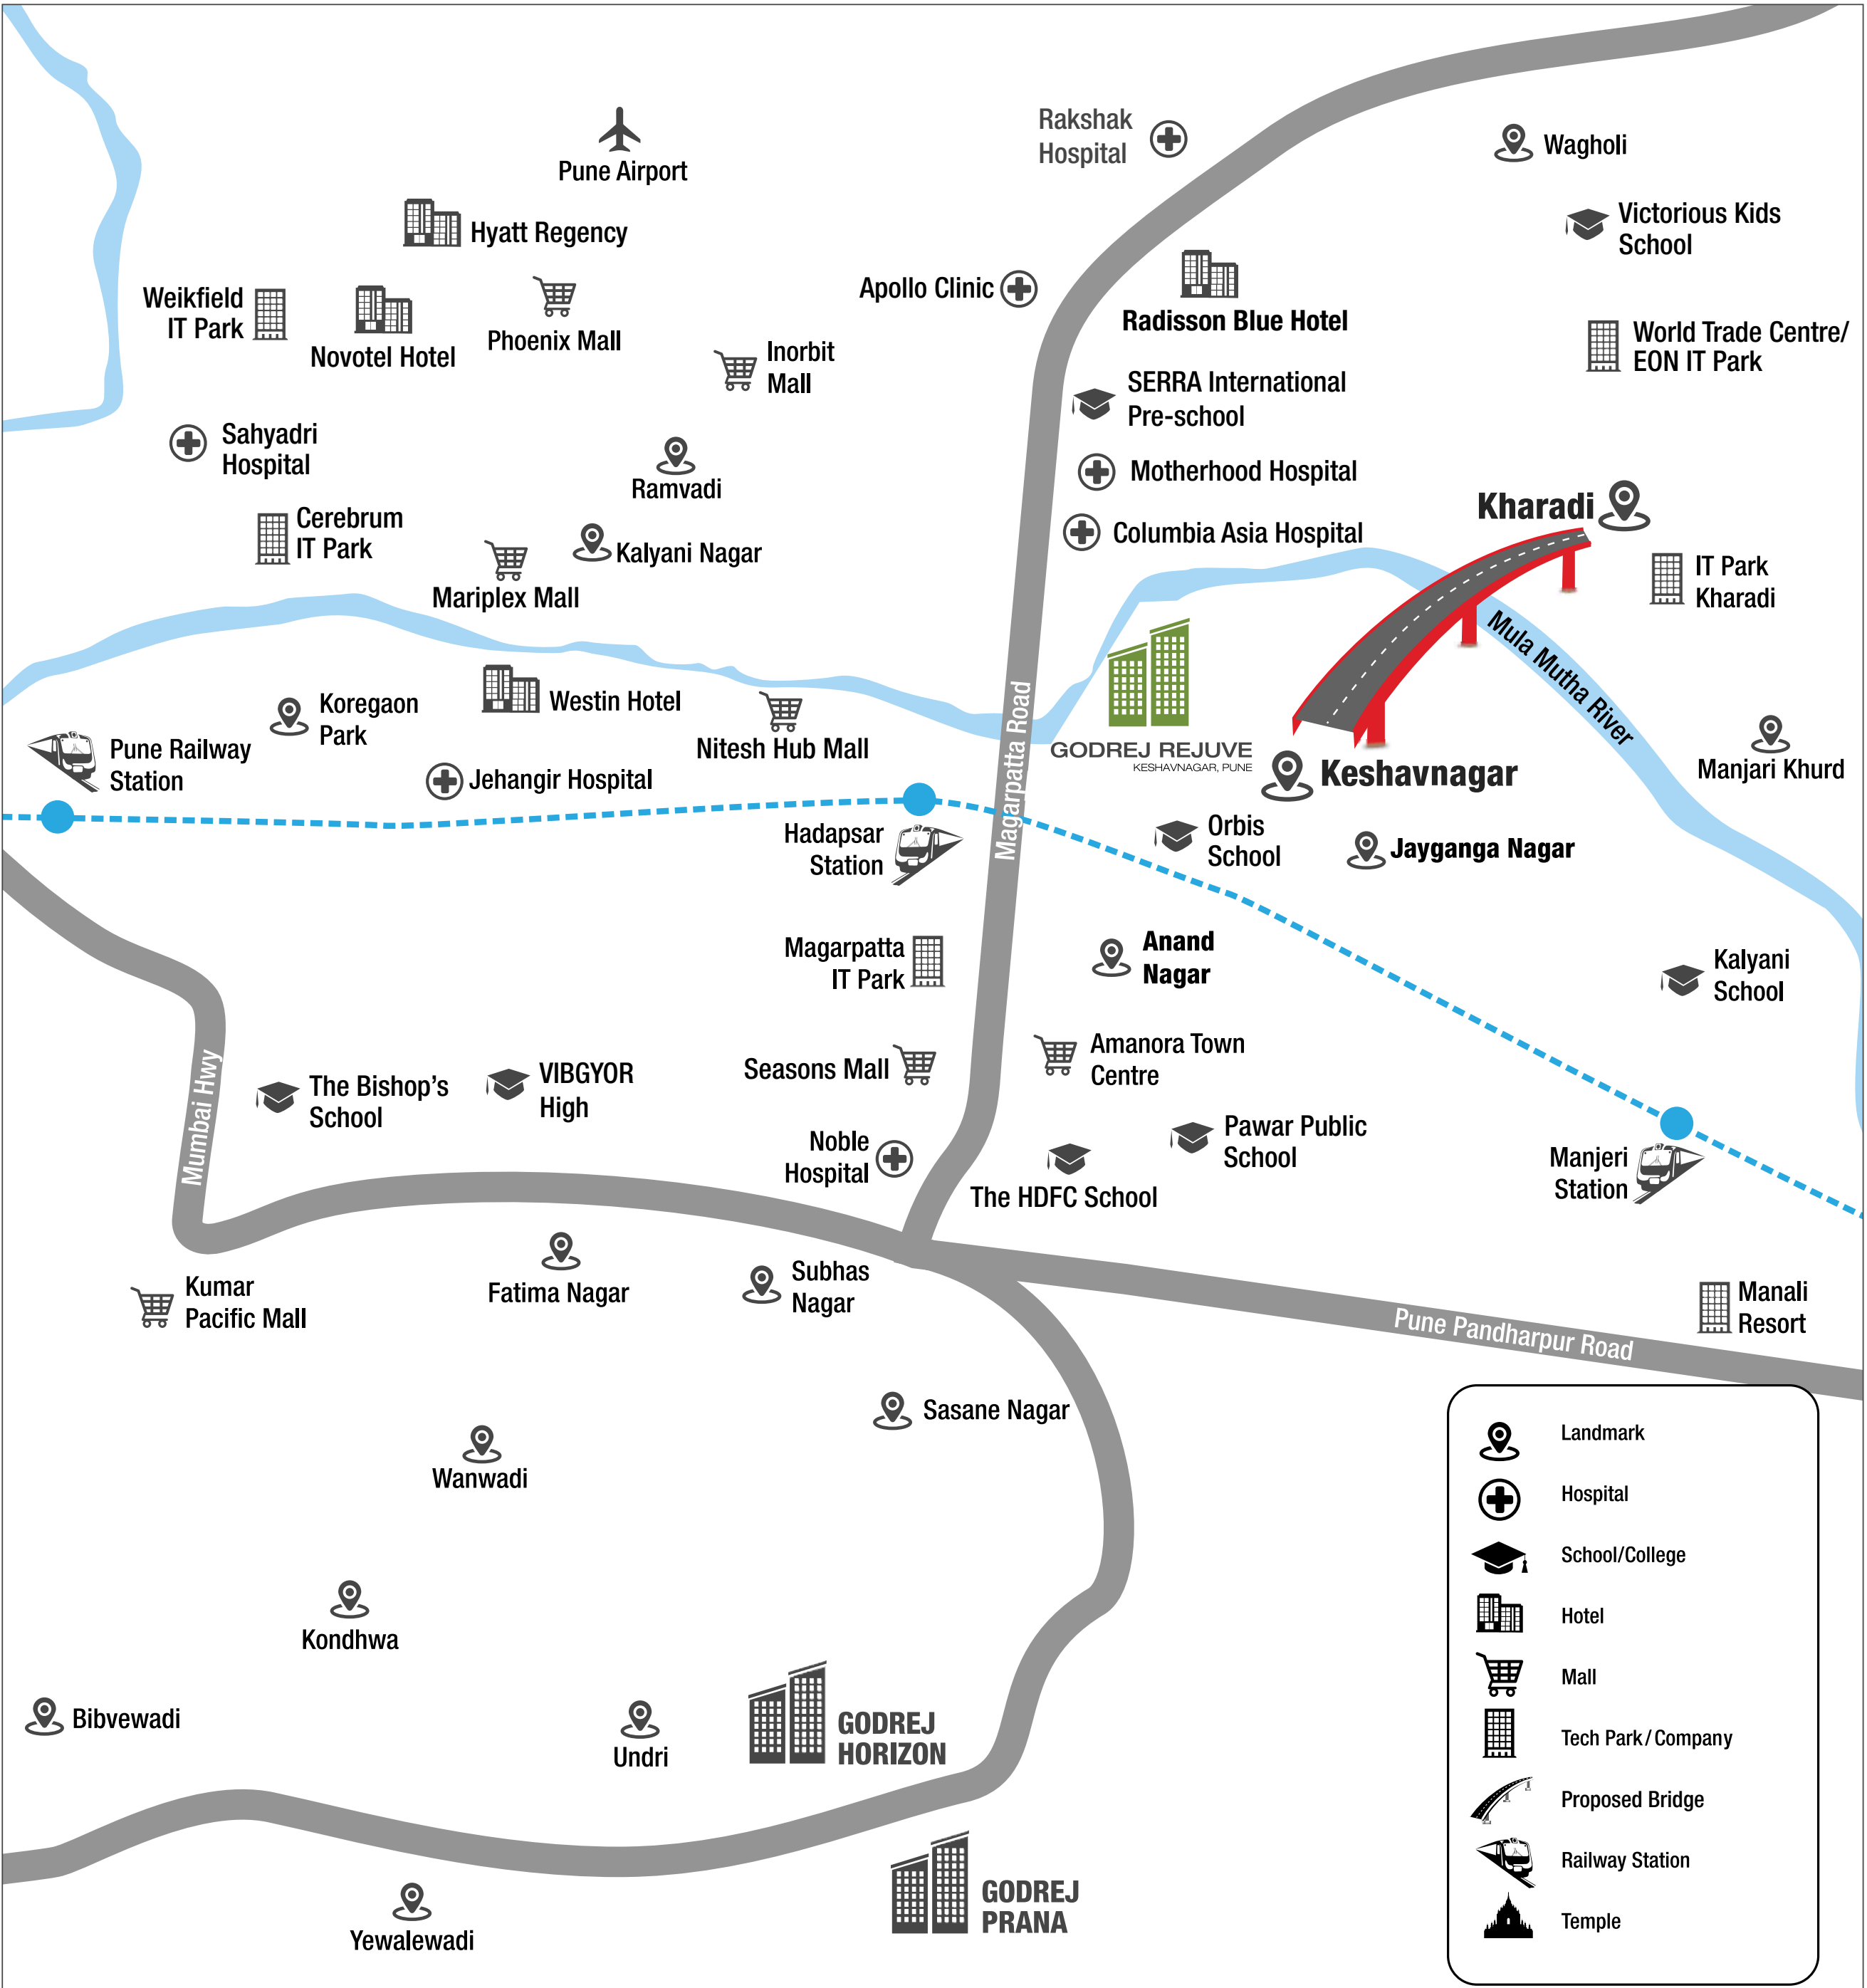 Pune Airport
Rakshak
Hospital
Wagholi
Victorious Kids
School
Hyatt Regency
Weikfield
IT Park
Novotel Hotel
Phoenix Mall
Inorbit
Mall
Apollo Clinic
Radisson Blue Hotel
World Trade Centre/
EON IT Park
SERRA International
Pre-school
Sahyadri
Hospital
Ramvadi
Motherhood Hospital
Kharadi
Cerebrum
IT Park
Mariplex Mall
Kalyani Nagar
Columbia Asia Hospital
IT Park
Kharadi
Mula Mutha River
Koregaon
Park
Westin Hotel
Nitesh Hub Mall
Magarpatta Road
GODREJ REJUVE
KESHAVNAGAR, PUNE
Keshavnagar
Manjari Khurd
Pune Railway
Station
Jehangir Hospital
Hadapsar
Station
Orbis
School
Jayganga Nagar
Magarpatta
IT Park
Anand
Nagar
Kalyani
School
Mumbai Hwy
The Bishop's
School
VIBGYOR
High
Seasons Mall
Amanora Town
Centre
Noble
Hospital
Pawar Public
School
The HDFC School
Manjeri
Station
Kumar
Pacific Mall
Fatima Nagar
Subhas
Nagar
Pune Pandharpur Road
Manali
Resort
Sasane Nagar
Wanwadi
Kondhwa
Bibvewadi
Undri
GODREJ
HORIZON
GODREJ
PRANA
Yewalewadi
Landmark
Hospital
School/College
Hotel
Mall
Tech Park/Company
Proposed Bridge
Railway Station
Temple